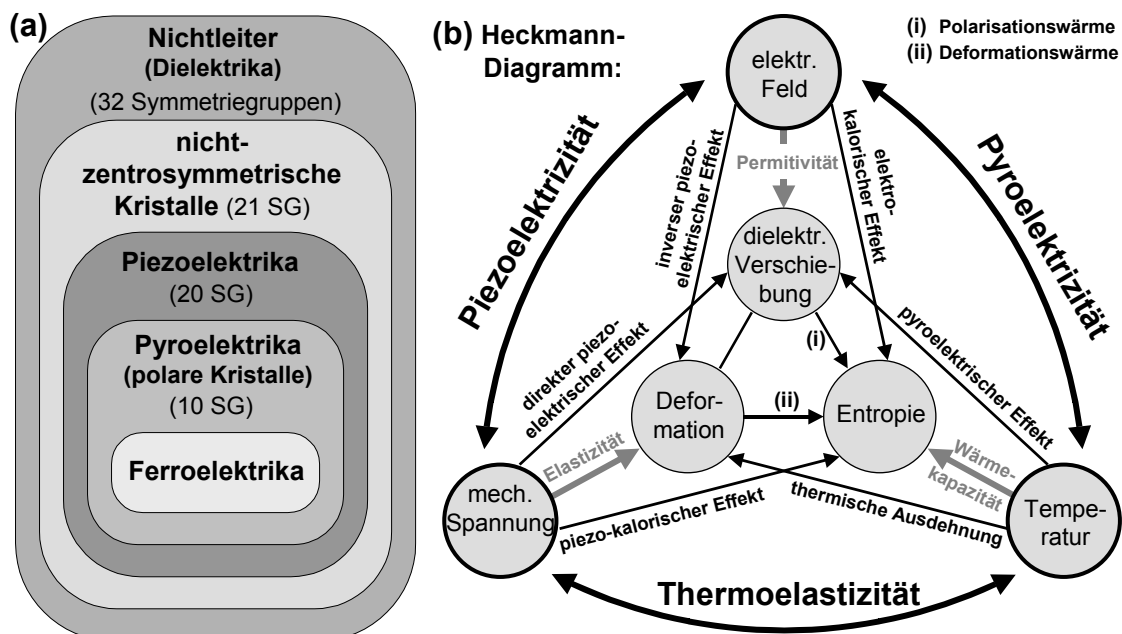 (a)
Nichtleiter
(Dielektrika)
(32 Symmetriegruppen)
nicht-
zentrosymmetrische
Kristalle (21 SG)
Piezoelektrika
(20 SG)
Pyroelektrika
(polare Kristalle)
(10 SG)
Ferroelektrika
(b) Heckmann-
Diagramm:
(i) Polarisationswärme
(ii) Deformationswärme
elektr.
Feld
Piezoelektrizität
Pyroelektrizität
inverser piezo-
elektrischer Effekt
Permitivität
elektro-
kalorischer Effekt
dielektr.
Verschie-
bung
direkter piezo-
elektrischer Effekt
(i)
pyroelektrischer Effekt
Defor-
mation
(ii)
Entropie
Elastizität
Wärme-
kapazität
mech.
Spannung
piezo-kalorischer Effekt
thermische Ausdehnung
Tempe-
ratur
Thermoelastizität